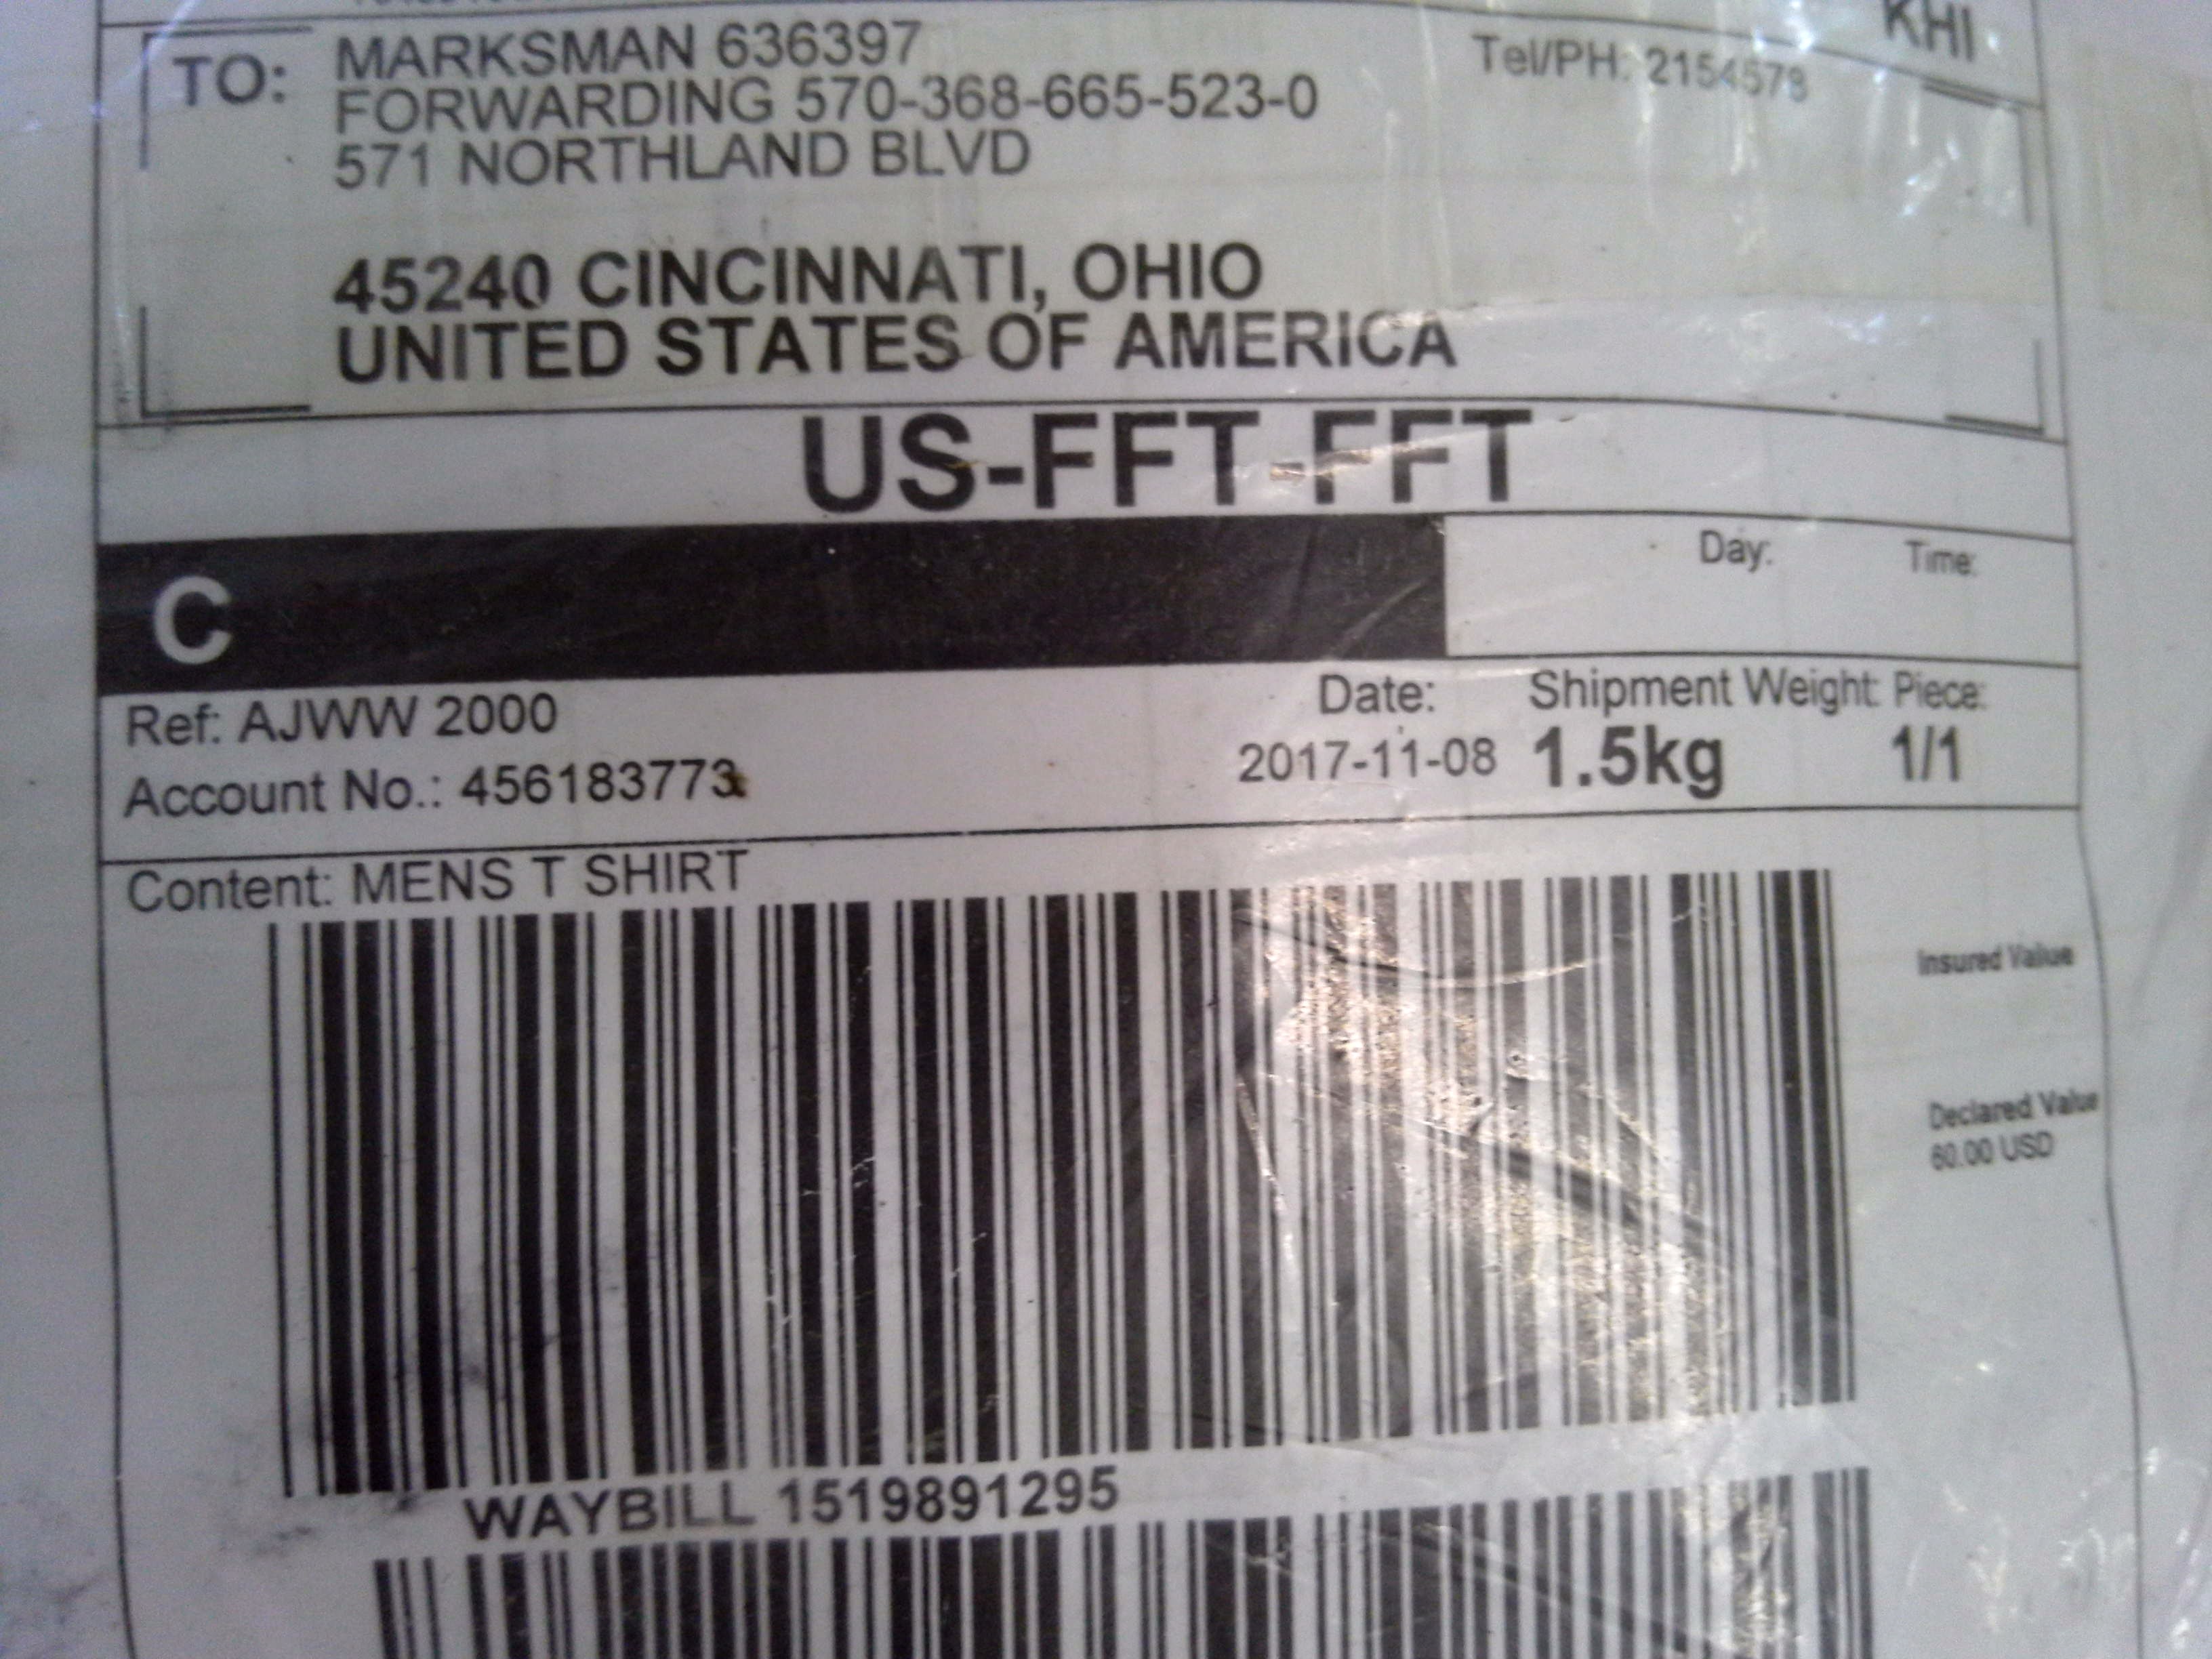 KHI
TO:
MARKSMAN 636397
Tel/PH: 2154578
FORWARDING 570-368-665-523-0
571 NORTHLAND BLVD
45240 CINCINNATI, OHIO
UNITED STATES OF AMERICA
US-FFT-FFT
C
Day: Time:
Ref: AJWW 2000
Date: Shipment Weight: Piece:
Account No.: 456183773
2017-11-08 1.5kg 1/1
Content: MENS T SHIRT
Insured Value
Declared Value
60.00 USD
WAYBILL 1519891295